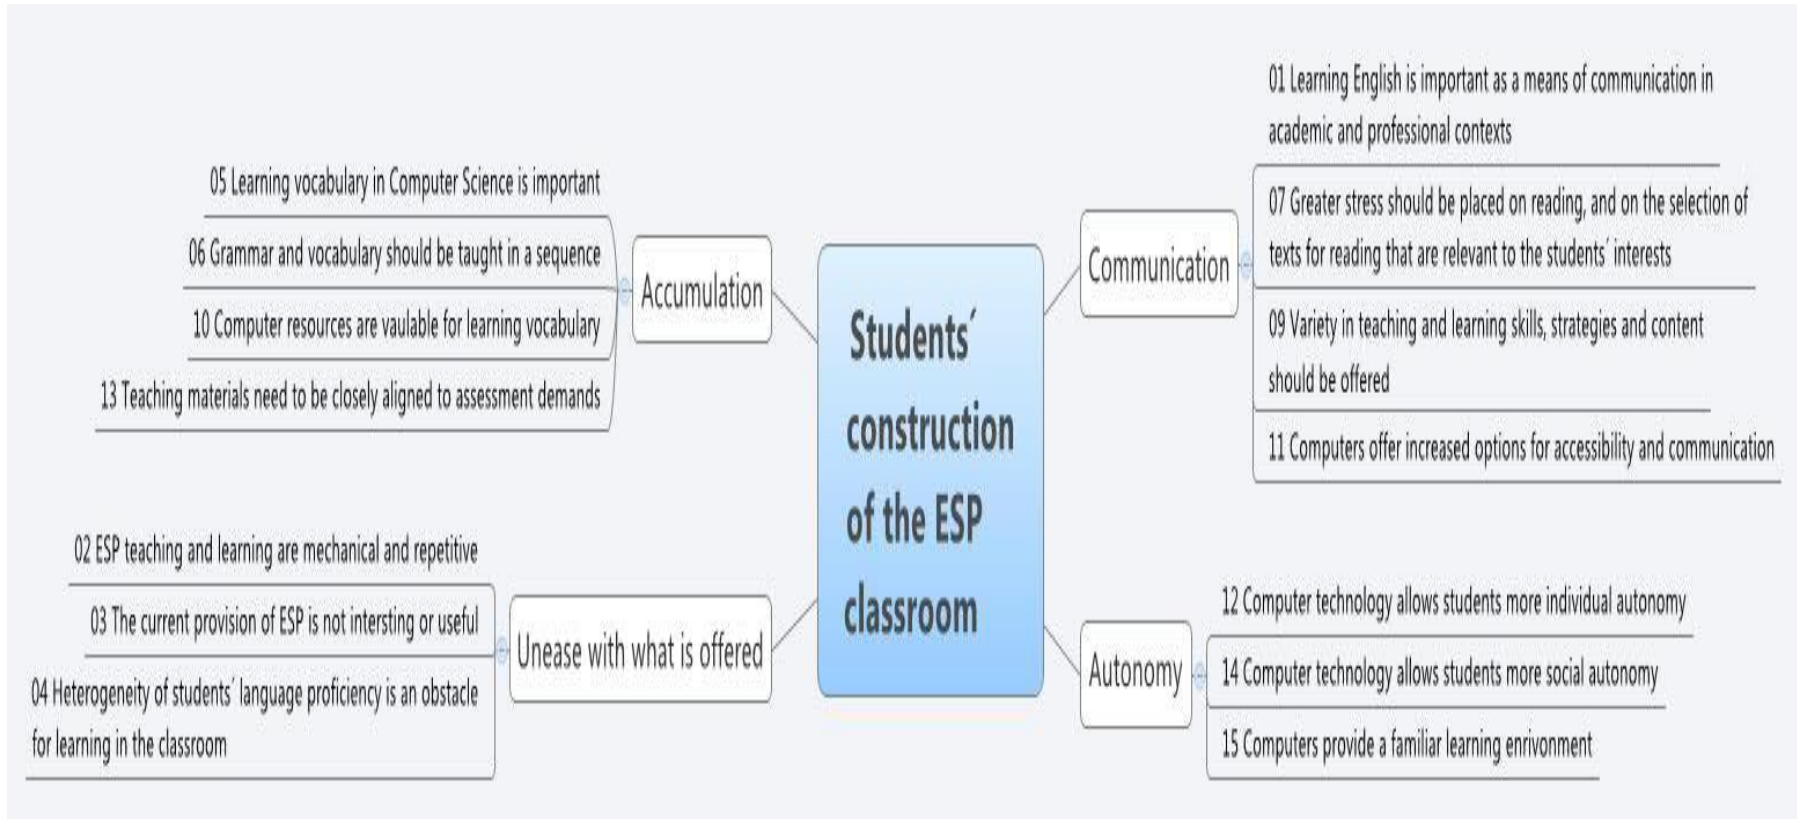 Students´
construction
of the ESP
classroom
Accumulation
05 Learning vocabulary in Computer Science is important
06 Grammar and vocabulary should be taught in a sequence
10 Computer resources are vaulable for learning vocabulary
13 Teaching materials need to be closely aligned to assessment demands
Unease with what is offered
02 ESP teaching and learning are mechanical and repetitive
03 The current provision of ESP is not intersting or useful
04 Heterogeneity of students´ language proficiency is an obstacle
for learning in the classroom
Communication
01 Learning English is important as a means of communication in
academic and professional contexts
07 Greater stress should be placed on reading, and on the selection of
texts for reading that are relevant to the students´ interests
09 Variety in teaching and learning skills, strategies and content
should be offered
11 Computers offer increased options for accessibility and communication
Autonomy
12 Computer technology allows students more individual autonomy
14 Computer technology allows students more social autonomy
15 Computers provide a familiar learning enrivonment